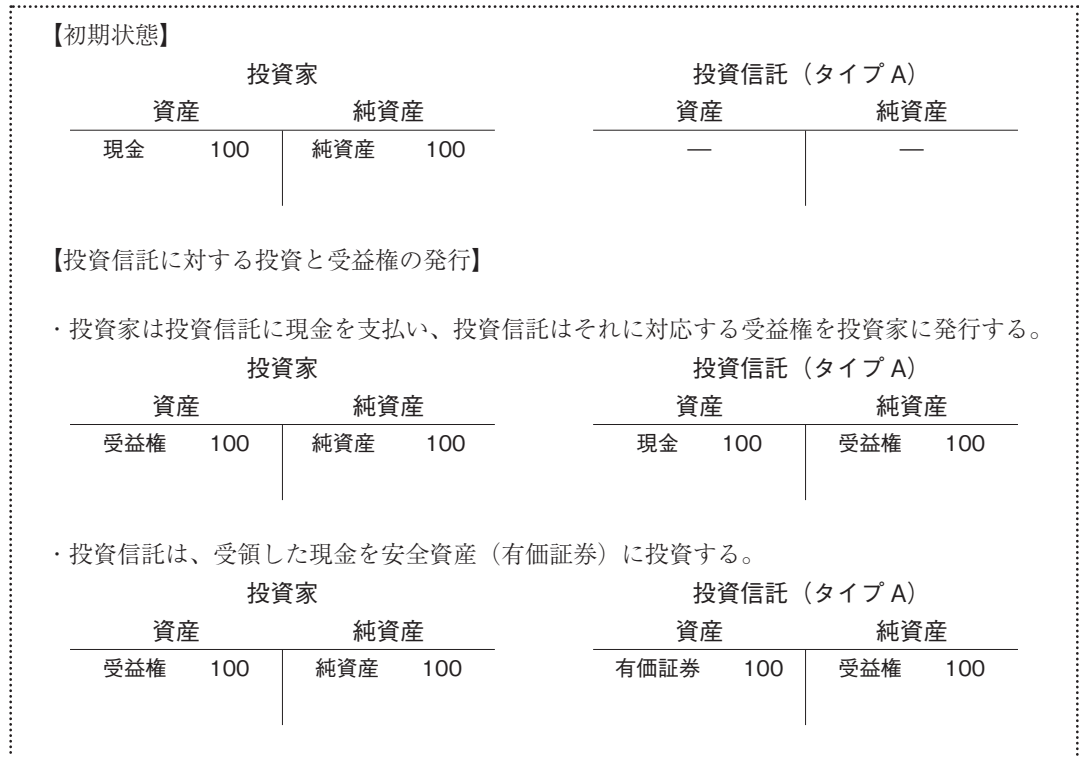 【初期状態】
投資家 投資信託（タイプ A）
資産 純資産 資産 純資産
現金 100 純資産 100 ― ―
【投資信託に対する投資と受益権の発行】
・投資家は投資信託に現金を支払い、投資信託はそれに対応する受益権を投資家に発行する。
投資家 投資信託（タイプ A）
資産 純資産 資産 純資産
受益権 100 純資産 100 現金 100 受益権 100
・投資信託は、受領した現金を安全資産（有価証券）に投資する。
投資家 投資信託（タイプ A）
資産 純資産 資産 純資産
受益権 100 純資産 100 有価証券 100 受益権 100